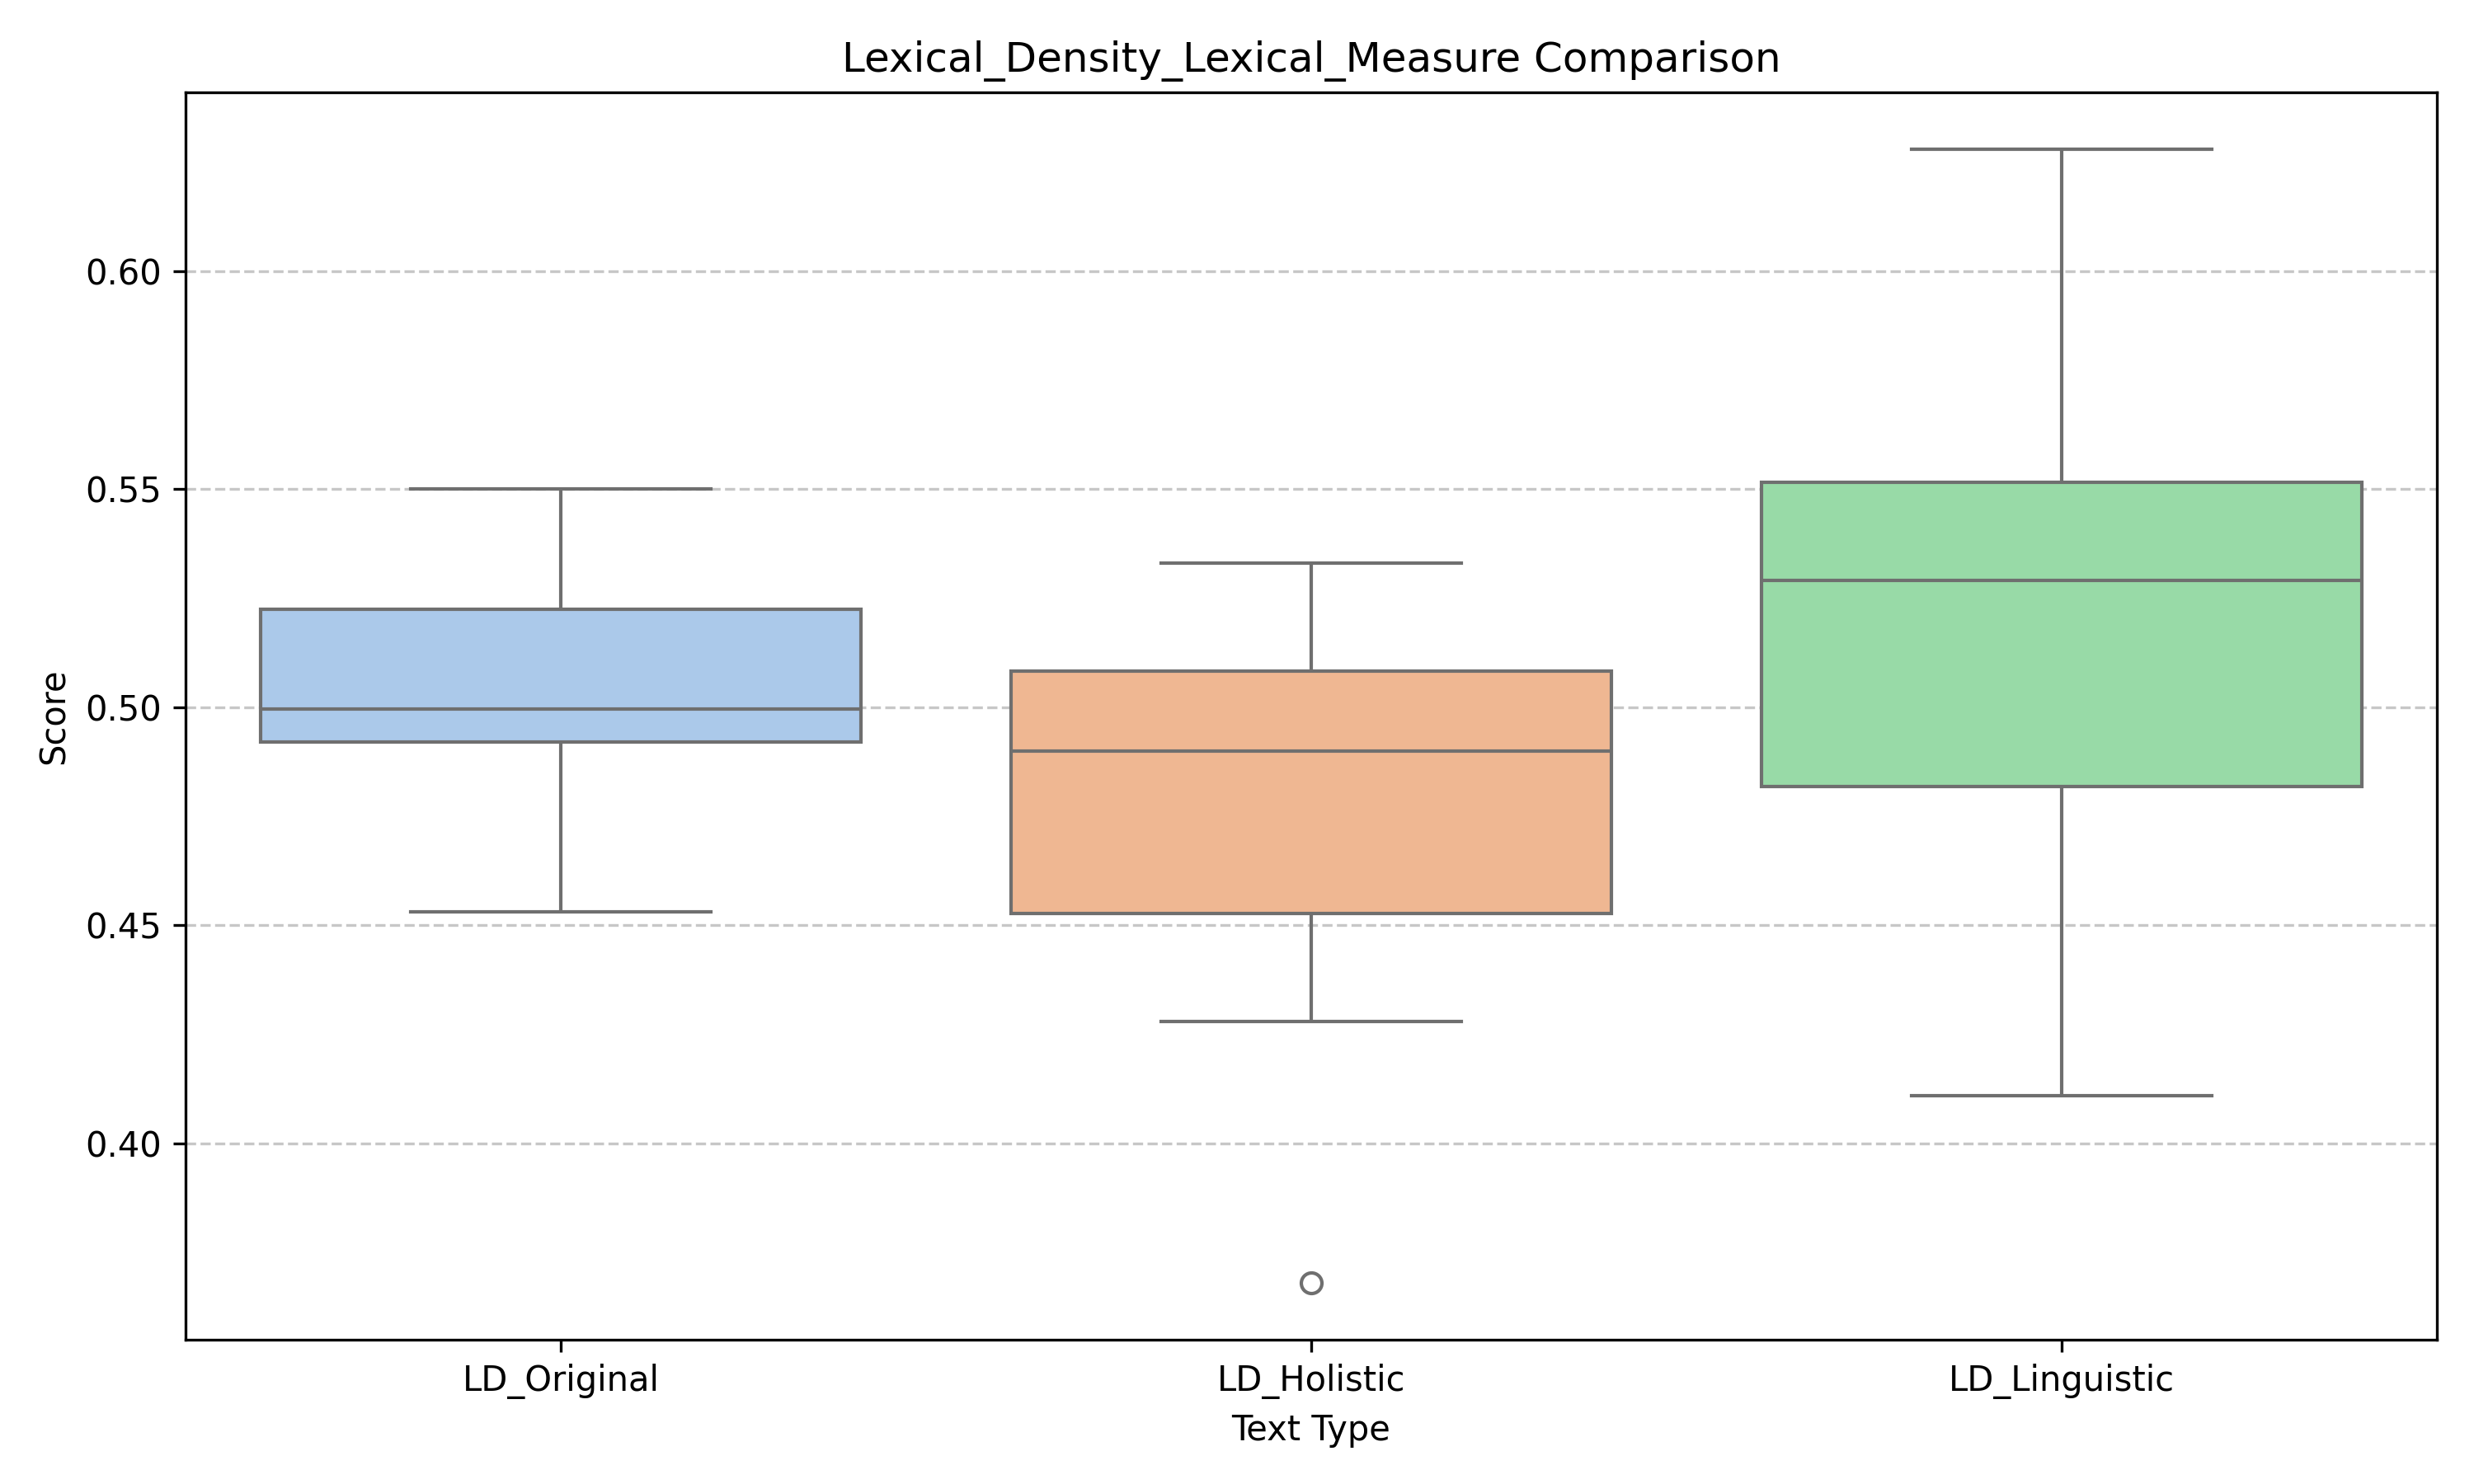 Lexical_Density_Lexical_Measure Comparison
0.60
0.55
0.50
0.45
0.40
Score
LD_Original
LD_Holistic
LD_Linguistic
Text Type